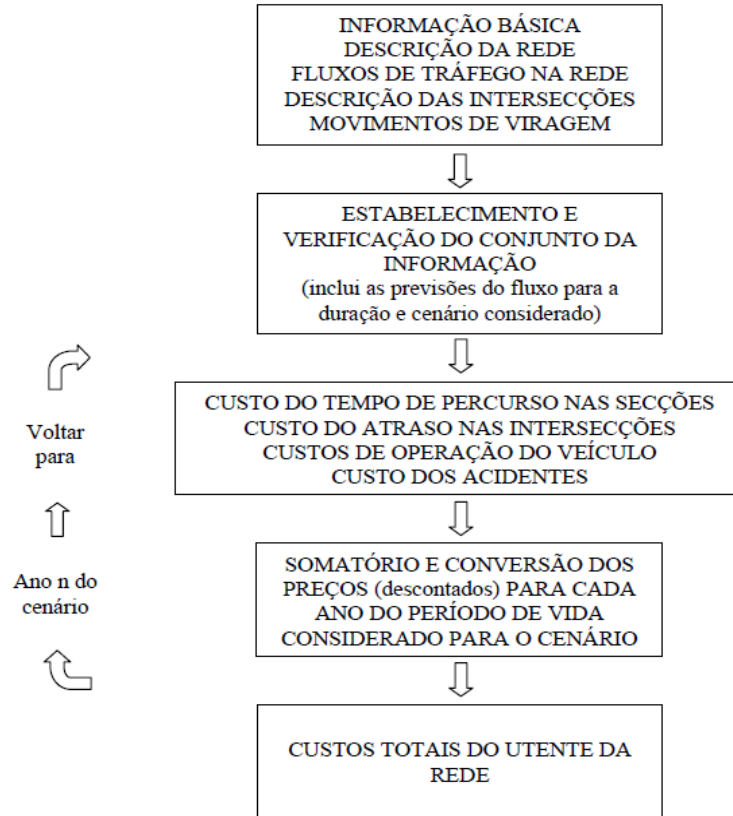 INFORMAÇÃO BÁSICA
DESCRIÇÃO DA REDE
FLUXOS DE TRÁFEGO NA REDE
DESCRIÇÃO DAS INTERSECÇÕES
MOVIMENTOS DE VIRAGEM
ESTABELECIMENTO E
VERIFICAÇÃO DO CONJUNTO DA
INFORMAÇÃO
(inclui as previsões do fluxo para a
duração e cenário considerado)
CUSTO DO TEMPO DE PERCURSO NAS SECÇÕES
CUSTO DO ATRASO NAS INTERSECÇÕES
CUSTOS DE OPERAÇÃO DO VEÍCULO
CUSTO DOS ACIDENTES
Voltar
para
Ano n do
cenário
SOMATÓRIO E CONVERSÃO DOS
PREÇOS (descontados) PARA CADA
ANO DO PERÍODO DE VIDA
CONSIDERADO PARA O CENÁRIO
CUSTOS TOTAIS DO UTENTE DA
REDE